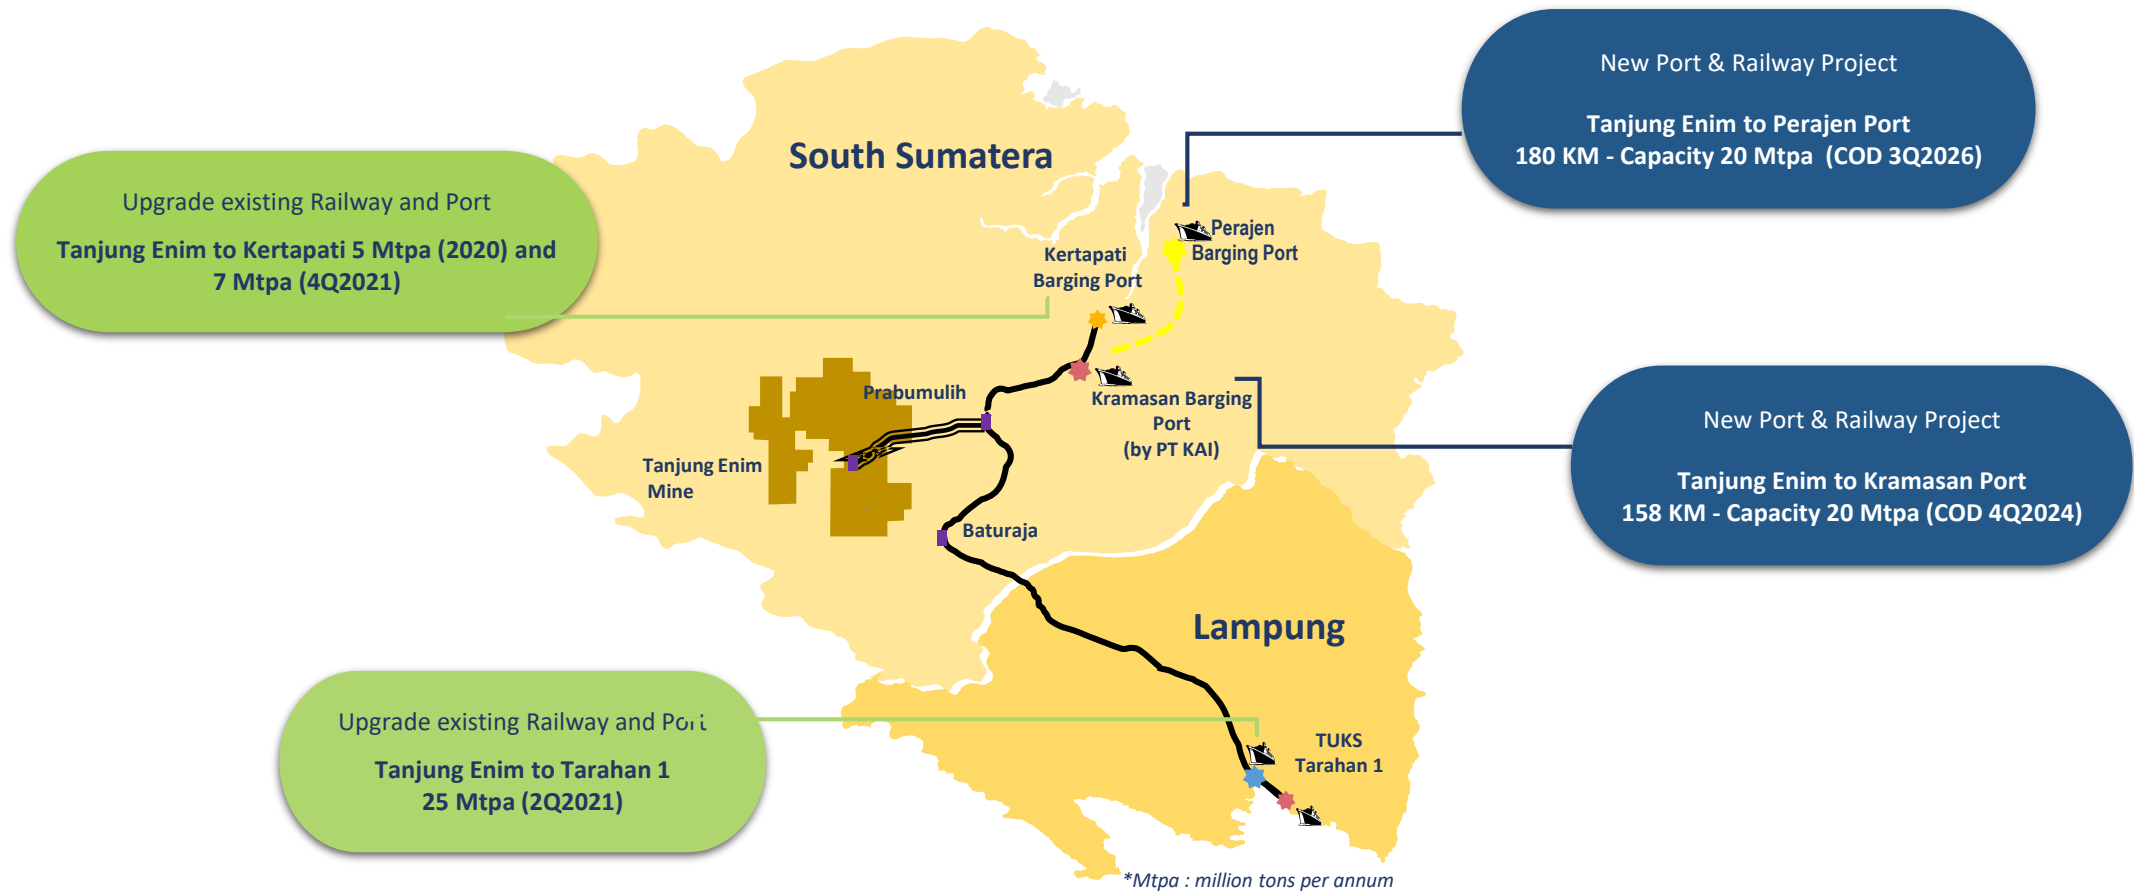 New Port & Railway Project
Tanjung Enim to Perajen Port
180 KM - Capacity 20 Mtpa (COD 3Q2026)
South Sumatera
Upgrade existing Railway and Port
Tanjung Enim to Kertapati 5 Mtpa (2020) and
7 Mtpa (4Q2021)
Perajen
Barging Port
Kertapati
Barging Port
Prabumulih
Kramasan Barging
Port
(by PT KAI)
New Port & Railway Project
Tanjung Enim to Kramasan Port
158 KM - Capacity 20 Mtpa (COD 4Q2024)
Tanjung Enim
Mine
Baturaja
Lampung
Upgrade existing Railway and Port
Tanjung Enim to Tarahan 1
25 Mtpa (2Q2021)
TUKS
Tarahan 1
*Mtpa : million tons per annum